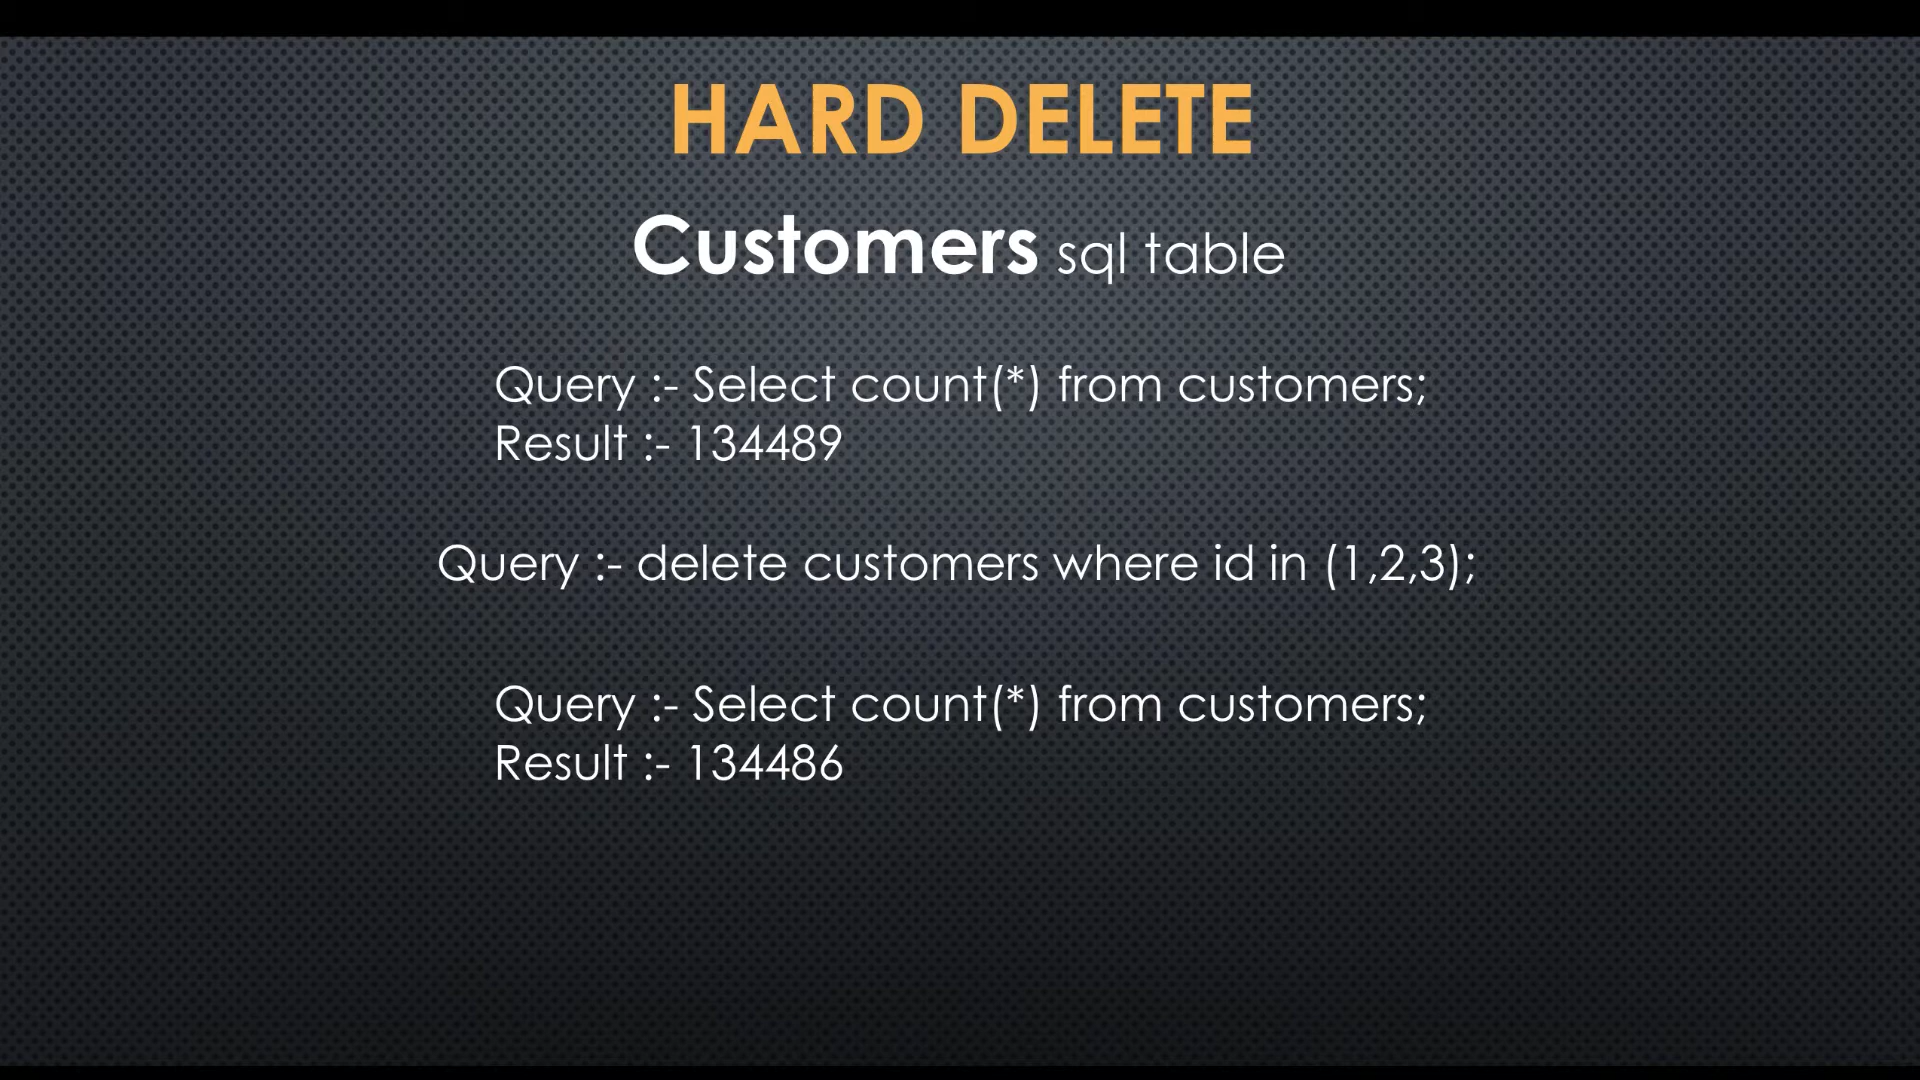 HARD DELETE
Customers sql table
Query :- Select count(*) from customers;
Result :- 134489
Query :- delete customers where id in (1,2,3);
Query :- Select count(*) from customers;
Result :- 134486